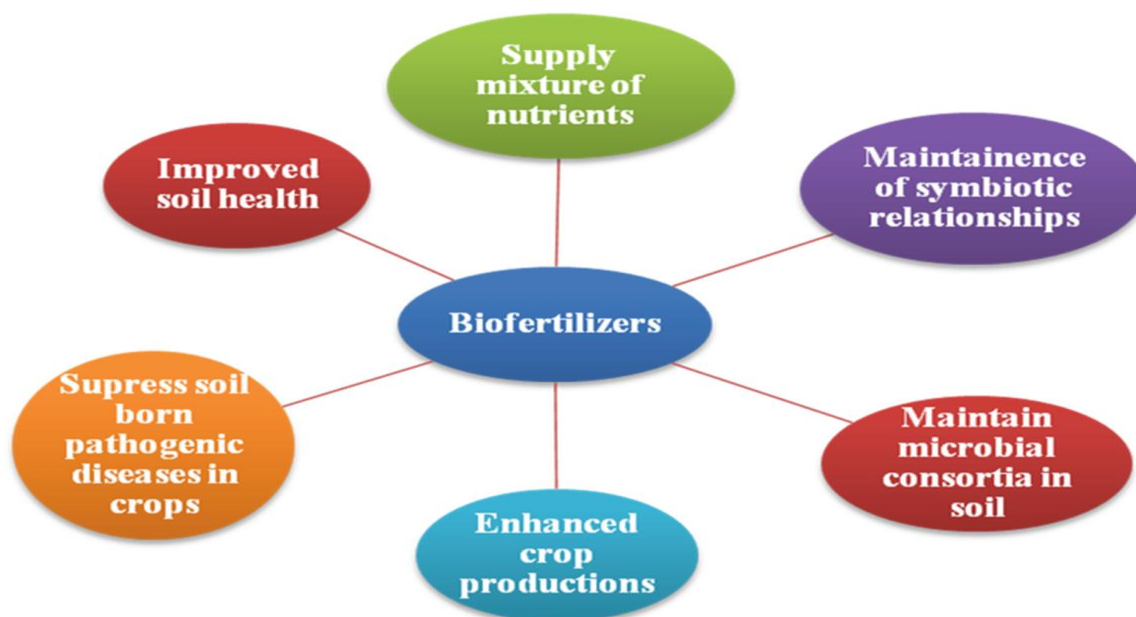 Supply
mixture of
nutrients
Improved
soil health
Maintainence
of symbiotic
relationships
Biofertilizers
Supress soil
born
pathogenic
diseases in
crops
Maintain
microbial
consortia in
soil
Enhanced
crop
productions